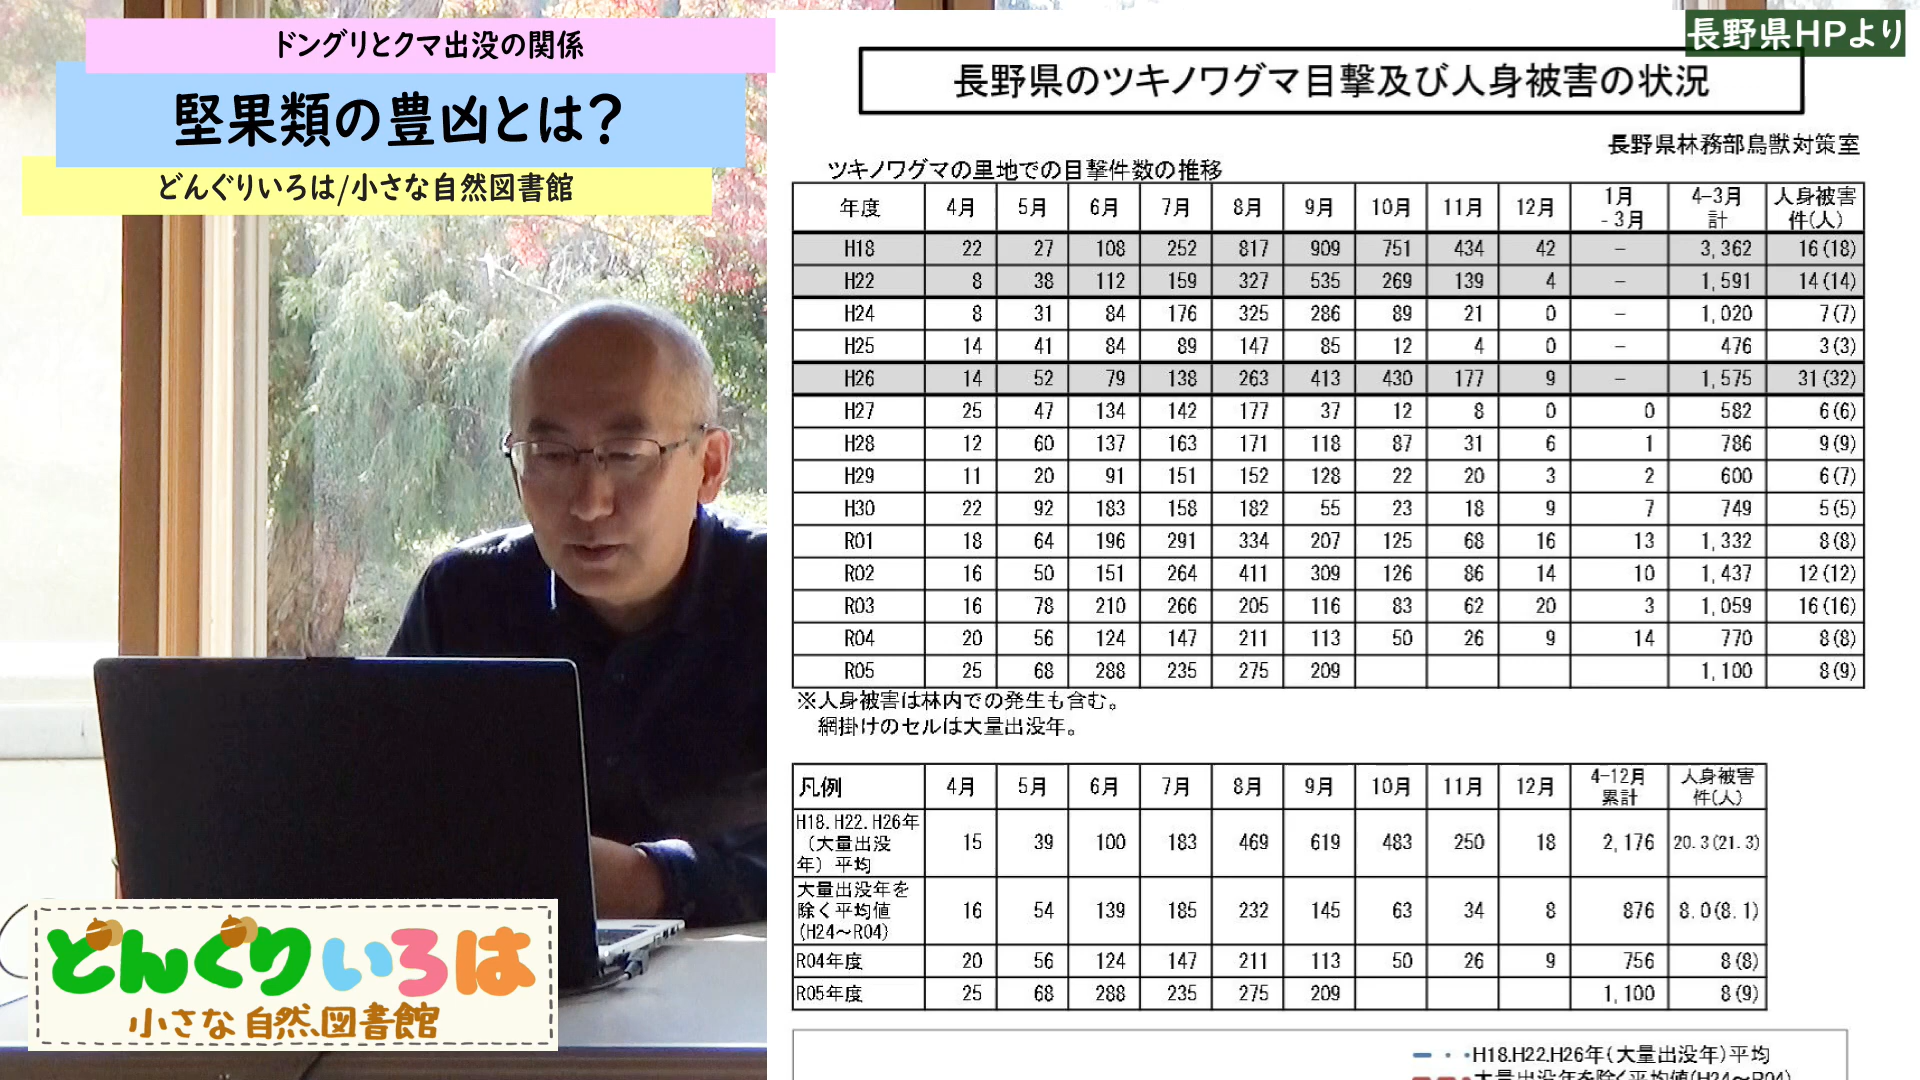 ドングリとクマ出没の関係
堅果類の豊凶とは？
どんぐりいろは/小さな自然図書館
長野県HPより
長野県のツキノワグマ目撃及び人身被害の状況
長野県林務部鳥獣対策室
ツキノワグマの里地での目撃件数の推移
年度 4月 5月 6月 7月 8月 9月 10月 11月 12月 1月-3月 4-3月計 人身被害件(人)
H18 22 27 108 252 817 909 751 434 42 － 3,362 16(18)
H22 8 38 112 159 327 535 269 139 4 － 1,591 14(14)
H24 8 31 84 176 325 286 89 21 0 － 1,020 7(7)
H25 14 41 84 89 147 85 12 4 0 － 476 3(3)
H26 14 52 79 138 263 413 430 177 9 － 1,575 31(32)
H27 25 47 134 142 177 37 12 8 0 0 582 6(6)
H28 12 60 137 163 171 118 87 31 6 1 786 9(9)
H29 11 20 91 151 152 128 22 20 3 2 600 6(7)
H30 22 92 183 158 182 55 23 18 9 7 749 5(5)
R01 18 64 196 291 334 207 125 68 16 13 1,332 8(8)
R02 16 50 151 264 411 309 126 86 14 10 1,437 12(12)
R03 16 78 210 266 205 116 83 62 20 3 1,059 16(16)
R04 20 56 124 147 211 113 50 26 9 14 770 8(8)
R05 25 68 288 235 275 209 1,100 8(9)
※人身被害は林内での発生も含む。
網掛けのセルは大量出没年。
凡例 4月 5月 6月 7月 8月 9月 10月 11月 12月 4-12月累計 人身被害件(人)
H18.H22.H26年（大量出没年）平均 15 39 100 183 469 619 483 250 18 2,176 20.3(21.3)
大量出没年を除く平均値(H24～R04) 16 54 139 185 232 145 63 34 8 876 8.0(8.1)
R04年度 20 56 124 147 211 113 50 26 9 756 8(8)
R05年度 25 68 288 235 275 209 1,100 8(9)
H18.H22.H26年(大量出没年)平均
大量出没年を除く平均値(H24～R04)
どんぐりいろは
小さな自然図書館